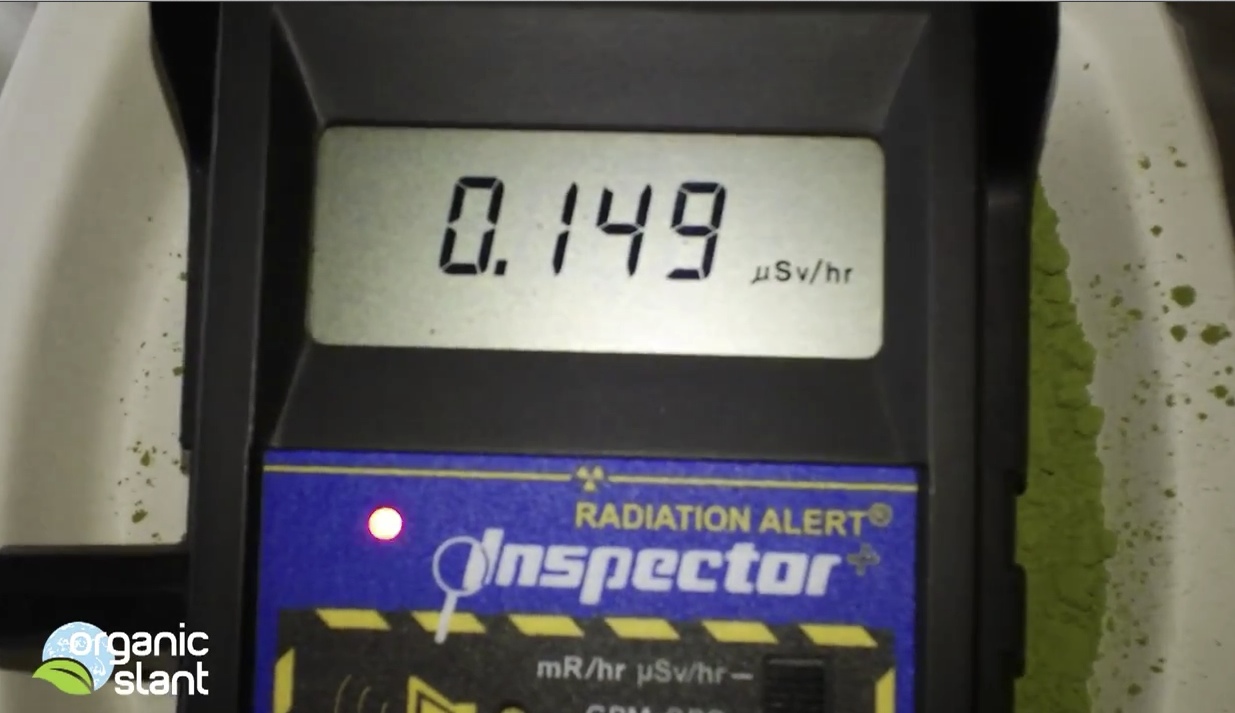 0.149 μSv/hr
RADIATION ALERT®
Inspector+
mR/hr μSv/hr
organic
slant